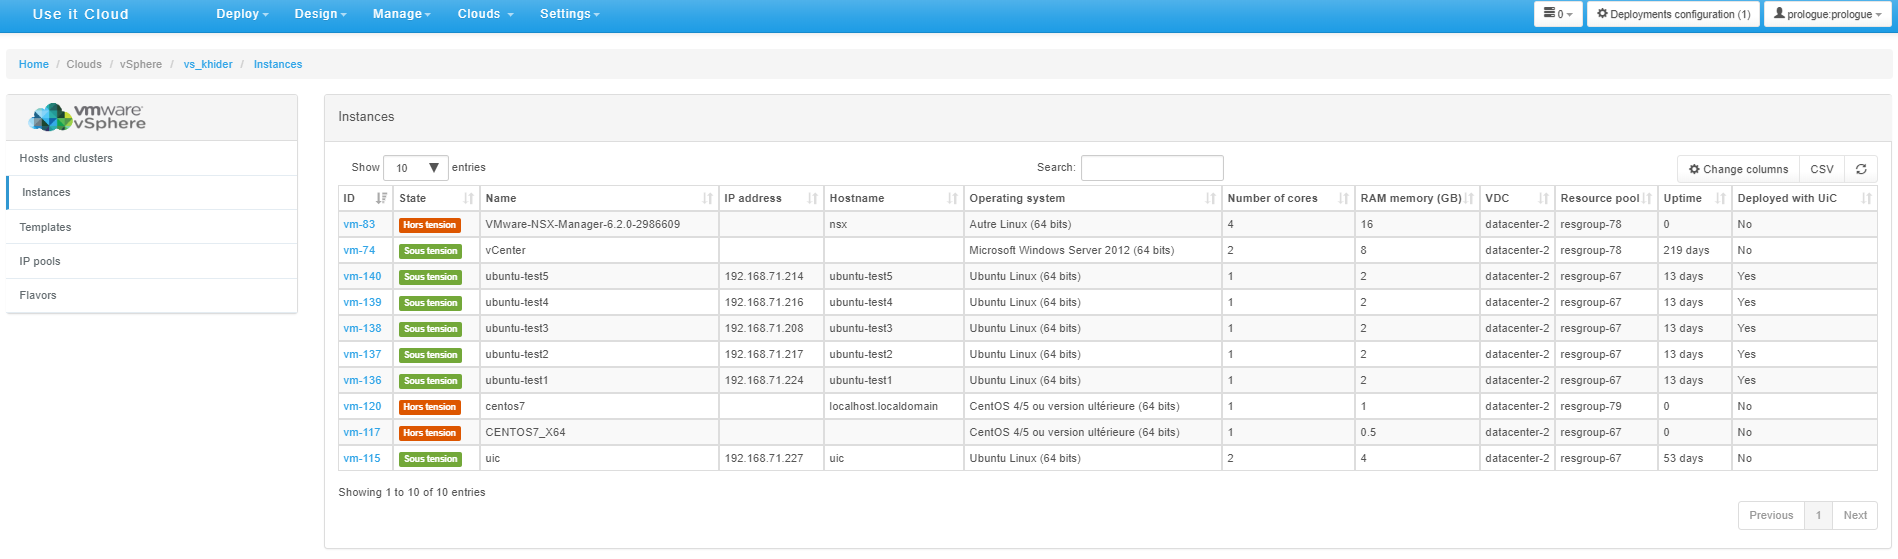 Use it Cloud Deploy Design Manage Clouds Settings 0 Deployments configuration (1) prologue:prologue
Home / Clouds / vSphere / vs_khider / Instances
vmware vSphere
Hosts and clusters
Instances
Templates
IP pools
Flavors
Instances
Show 10 entries Search: Change columns CSV
ID State Name IP address Hostname Operating system Number of cores RAM memory (GB) VDC Resource pool Uptime Deployed with UiC
vm-83 Hors tension VMware-NSX-Manager-6.2.0-2986609 nsx Autre Linux (64 bits) 4 16 datacenter-2 resgroup-78 0 No
vm-74 Sous tension vCenter Microsoft Windows Server 2012 (64 bits) 2 8 datacenter-2 resgroup-78 219 days No
vm-140 Sous tension ubuntu-test5 192.168.71.214 ubuntu-test5 Ubuntu Linux (64 bits) 1 2 datacenter-2 resgroup-67 13 days Yes
vm-139 Sous tension ubuntu-test4 192.168.71.216 ubuntu-test4 Ubuntu Linux (64 bits) 1 2 datacenter-2 resgroup-67 13 days Yes
vm-138 Sous tension ubuntu-test3 192.168.71.208 ubuntu-test3 Ubuntu Linux (64 bits) 1 2 datacenter-2 resgroup-67 13 days Yes
vm-137 Sous tension ubuntu-test2 192.168.71.217 ubuntu-test2 Ubuntu Linux (64 bits) 1 2 datacenter-2 resgroup-67 13 days Yes
vm-136 Sous tension ubuntu-test1 192.168.71.224 ubuntu-test1 Ubuntu Linux (64 bits) 1 2 datacenter-2 resgroup-67 13 days Yes
vm-120 Hors tension centos7 localhost.localdomain CentOS 4/5 ou version ultérieure (64 bits) 1 1 datacenter-2 resgroup-79 0 No
vm-117 Hors tension CENTOS7_X64 CentOS 4/5 ou version ultérieure (64 bits) 1 0.5 datacenter-2 resgroup-67 0 No
vm-115 Sous tension uic 192.168.71.227 uic Ubuntu Linux (64 bits) 2 4 datacenter-2 resgroup-67 53 days No
Showing 1 to 10 of 10 entries
Previous 1 Next